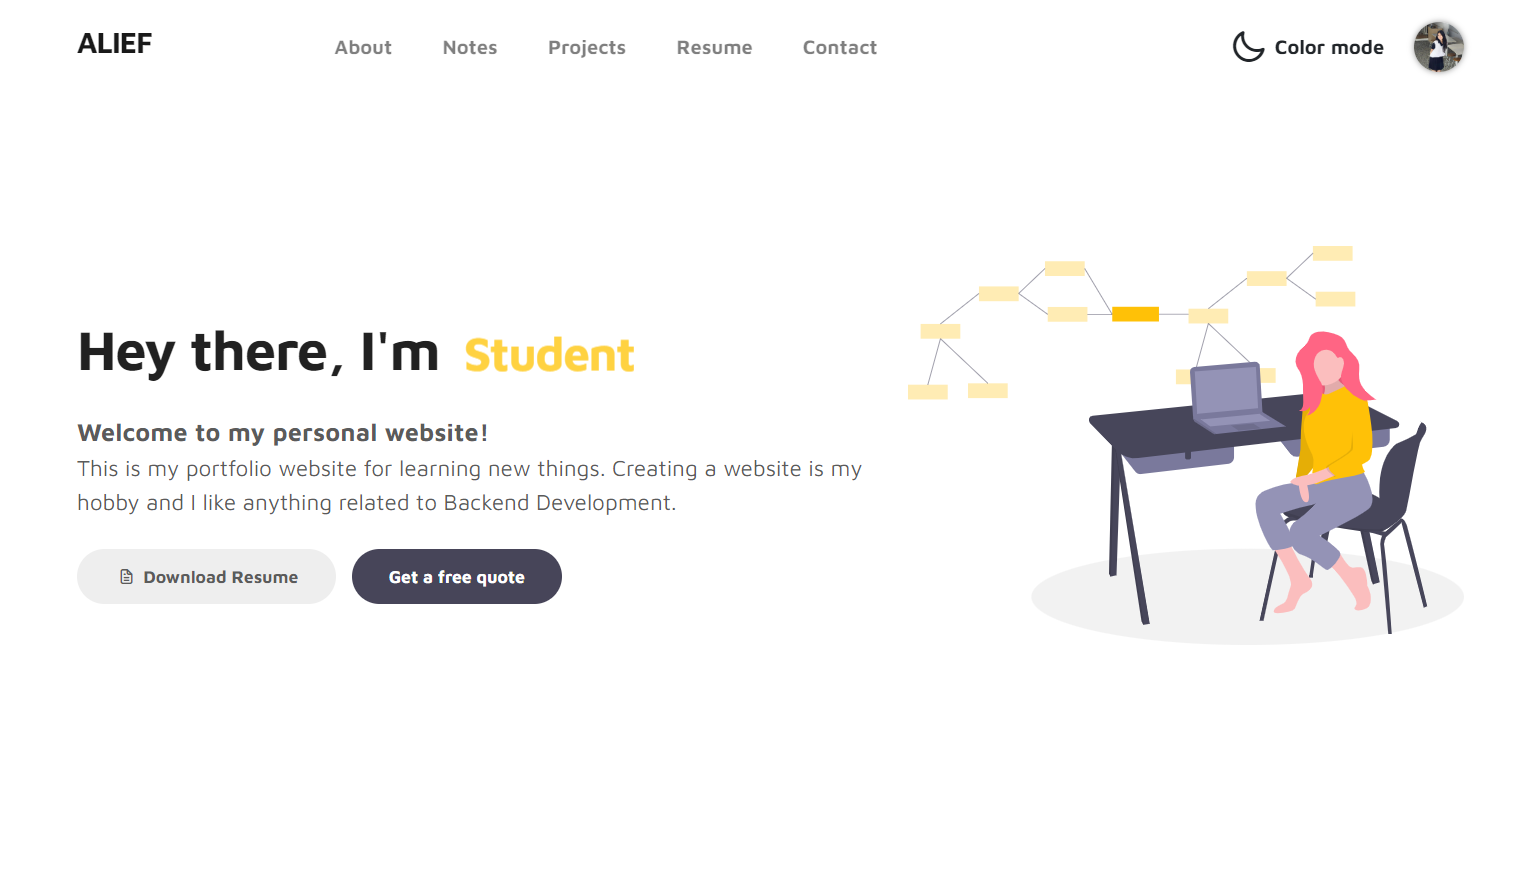 ALIEF
About
Notes
Projects
Resume
Contact
Color mode
Hey there, I'm Student
Welcome to my personal website!
This is my portfolio website for learning new things. Creating a website is my
hobby and I like anything related to Backend Development.
Download Resume
Get a free quote